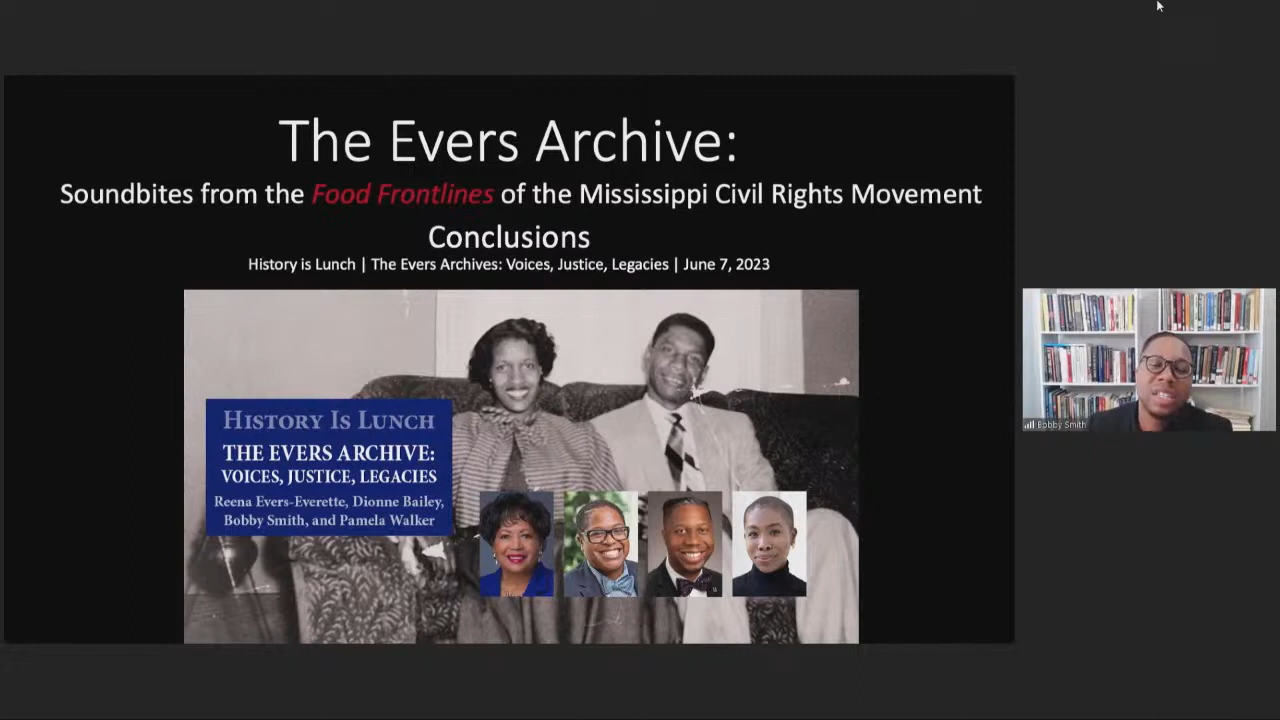 The Evers Archive:
Soundbites from the Food Frontlines of the Mississippi Civil Rights Movement
Conclusions
History is Lunch | The Evers Archives: Voices, Justice, Legacies | June 7, 2023
HISTORY IS LUNCH
THE EVERS ARCHIVE:
VOICES, JUSTICE, LEGACIES
Reena Evers-Everette, Dionne Bailey,
Bobby Smith, and Pamela Walker
Bobby Smith